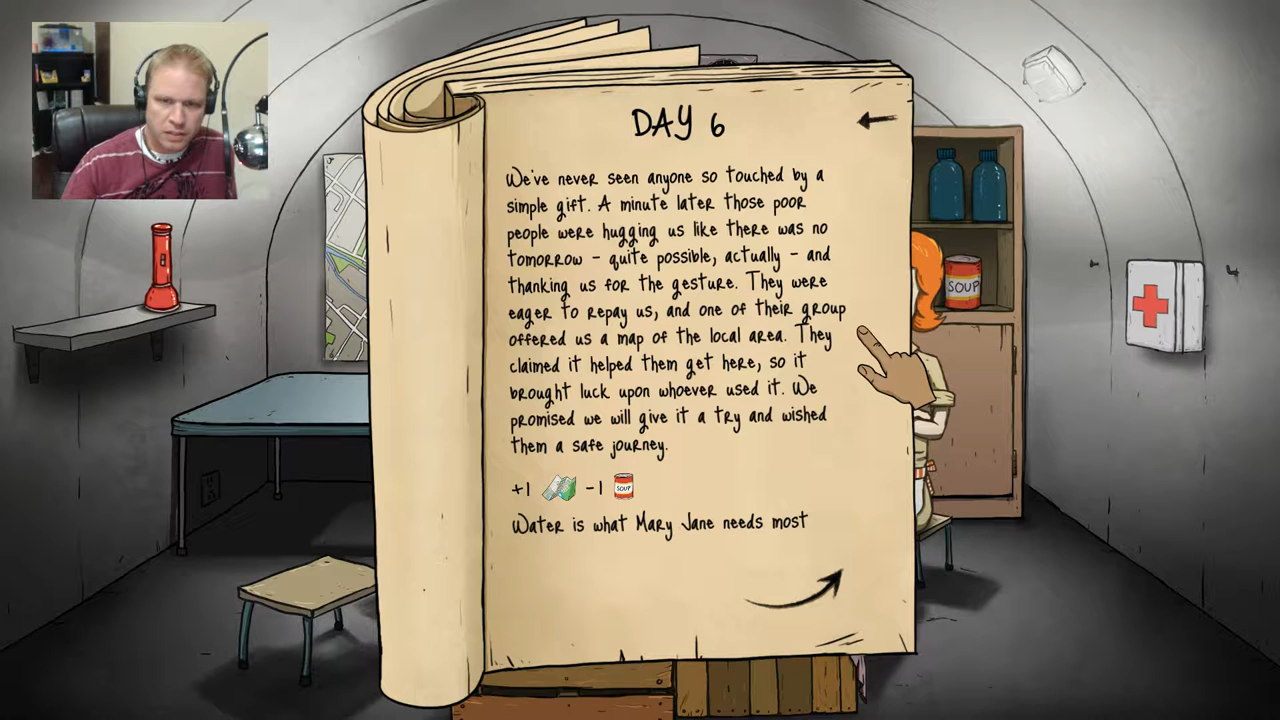 DAY 6
We've never seen anyone so touched by a
simple gift. A minute later those poor
people were hugging us like there was no
tomorrow - quite possible, actually - and
thanking us for the gesture. They were
eager to repay us, and one of their group
offered us a map of the local area. They
claimed it helped them get here, so it
brought luck upon whoever used it. We
promised we will give it a try and wished
them a safe journey.
+1 -1 SOUP
Water is what Mary Jane needs most
SOUP